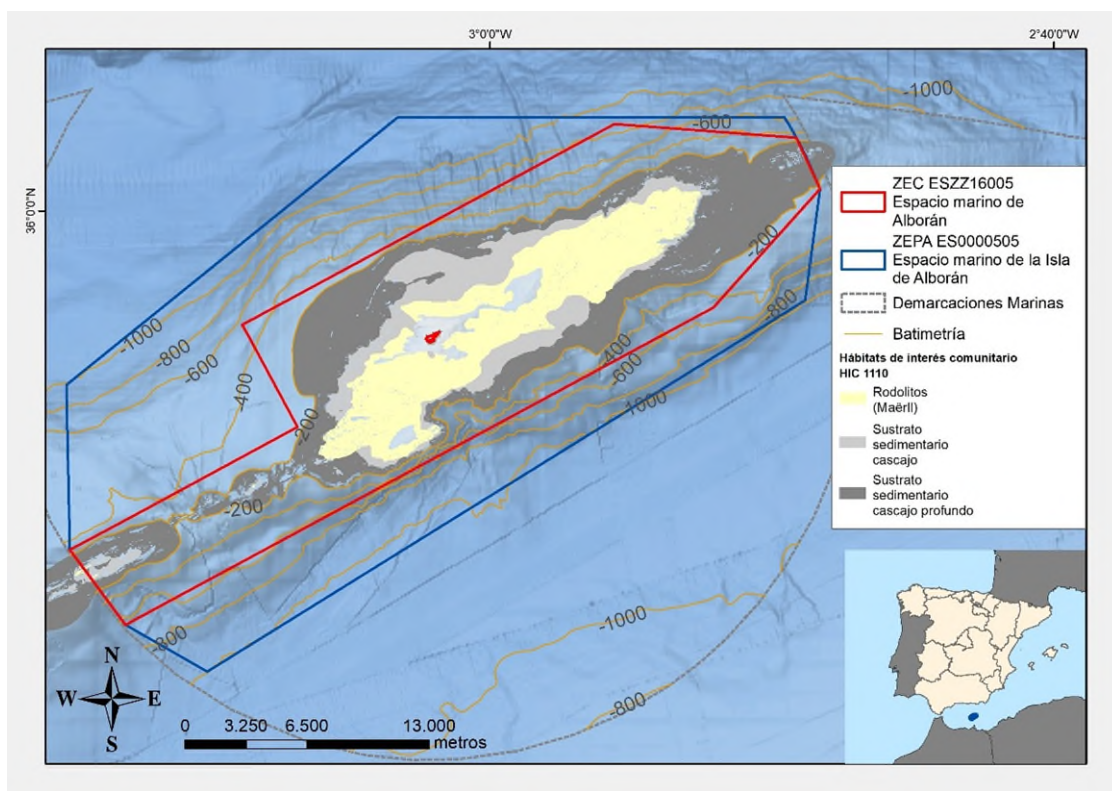 3°0'0"W
2°40'0"W
36°0'0"N
-1000
-600
-200
-800
-1000
-800
-600
-400
-200
-400
-600
-1000
-200
-800
-1000
-800
ZEC ESZZ16005
Espacio marino de
Alborán
ZEPA ES0000505
Espacio marino de la Isla
de Alborán
Demarcaciones Marinas
Batimetría
Hábitats de interés comunitario
HIC 1110
Rodolitos
(Maërll)
Sustrato
sedimentario
cascajo
Sustrato
sedimentario
cascajo profundo
N
W
E
S
0
3.250
6.500
13.000
metros